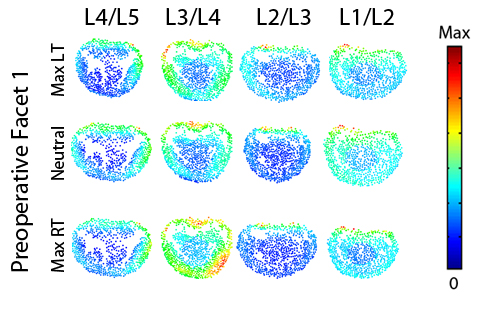 L4/L5 L3/L4 L2/L3 L1/L2
Max
Preoperative Facet 1
Max LT
Neutral
Max RT
0